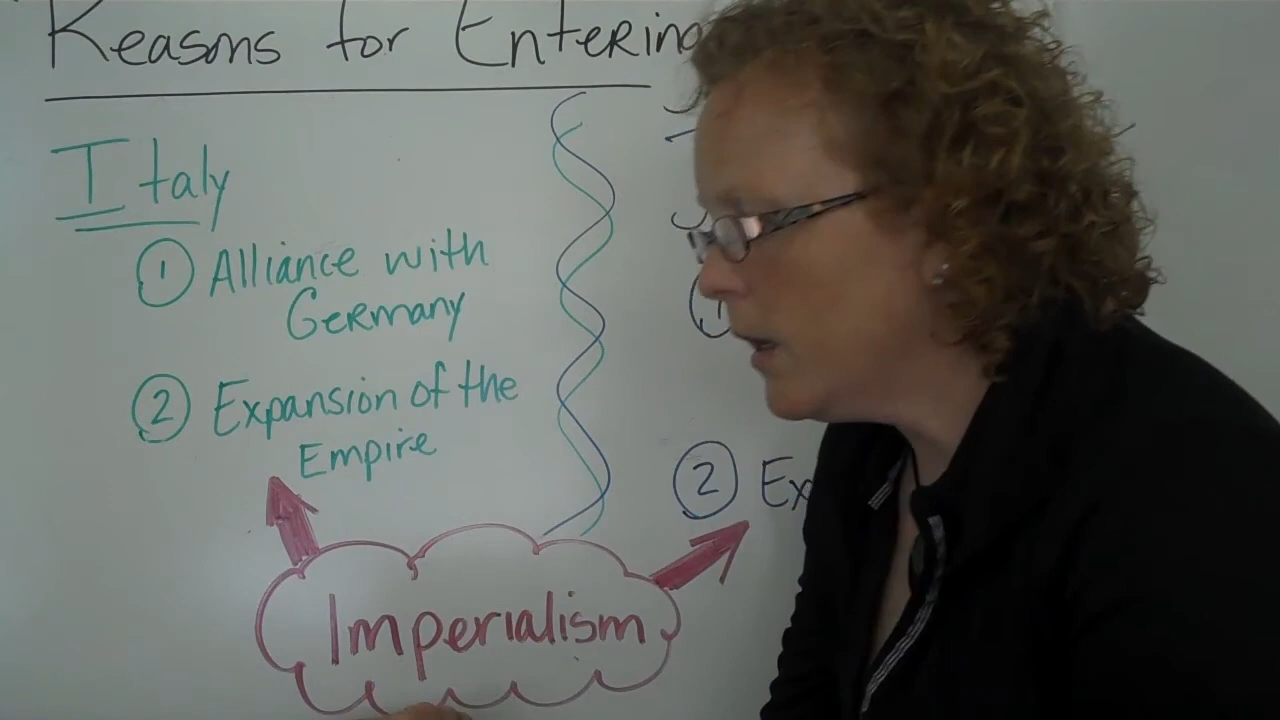 Reasons for Entering
Italy
1 Alliance with
Germany
2 Expansion of the
Empire
2 Ex
Imperialism